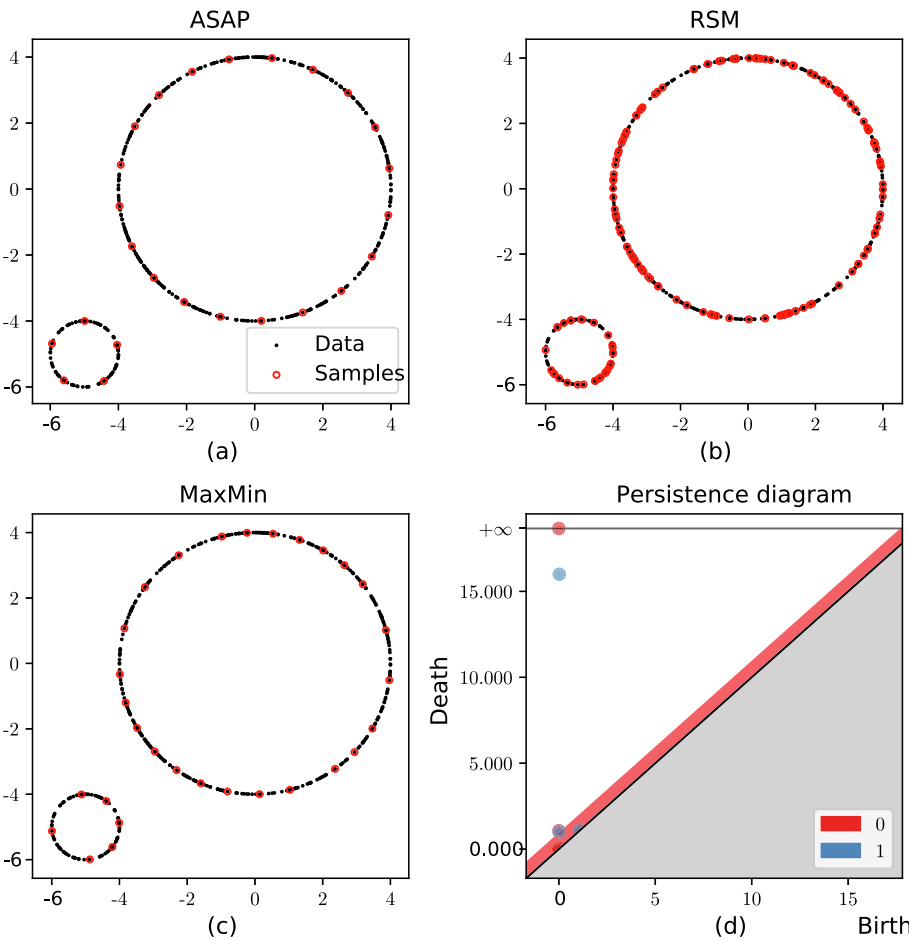 ASAP
4
2
0
-2
-4
-6
Data
Samples
-6 -4 -2 0 2 4
(a)
RSM
4
2
0
-2
-4
-6
-6 -4 -2 0 2 4
(b)
MaxMin
4
2
0
-2
-4
-6
-6 -4 -2 0 2 4
(c)
Persistence diagram
+∞
15.000
10.000
5.000
0.000
Death
0
1
0 5 10 15
(d) Birth